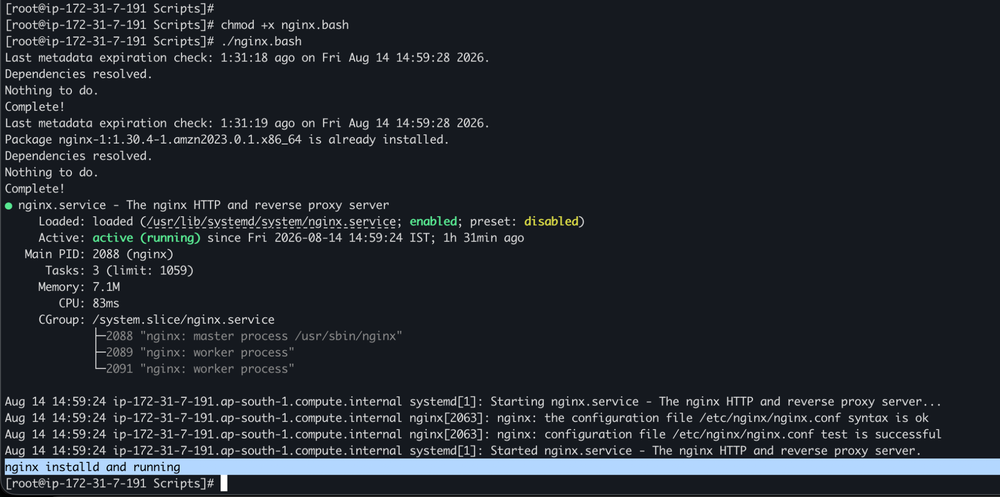 [root@ip-172-31-7-191 Scripts]#
[root@ip-172-31-7-191 Scripts]# chmod +x nginx.bash
[root@ip-172-31-7-191 Scripts]# ./nginx.bash
Last metadata expiration check: 1:31:18 ago on Fri Aug 14 14:59:28 2026.
Dependencies resolved.
Nothing to do.
Complete!
Last metadata expiration check: 1:31:19 ago on Fri Aug 14 14:59:28 2026.
Package nginx-1:1.30.4-1.amzn2023.0.1.x86_64 is already installed.
Dependencies resolved.
Nothing to do.
Complete!
● nginx.service - The nginx HTTP and reverse proxy server
     Loaded: loaded (/usr/lib/systemd/system/nginx.service; enabled; preset: disabled)
     Active: active (running) since Fri 2026-08-14 14:59:24 IST; 1h 31min ago
   Main PID: 2088 (nginx)
      Tasks: 3 (limit: 1059)
     Memory: 7.1M
        CPU: 83ms
     CGroup: /system.slice/nginx.service
             ├─2088 "nginx: master process /usr/sbin/nginx"
             ├─2089 "nginx: worker process"
             └─2091 "nginx: worker process"
Aug 14 14:59:24 ip-172-31-7-191.ap-south-1.compute.internal systemd[1]: Starting nginx.service - The nginx HTTP and reverse proxy server...
Aug 14 14:59:24 ip-172-31-7-191.ap-south-1.compute.internal nginx[2063]: nginx: the configuration file /etc/nginx/nginx.conf syntax is ok
Aug 14 14:59:24 ip-172-31-7-191.ap-south-1.compute.internal nginx[2063]: nginx: configuration file /etc/nginx/nginx.conf test is successful
Aug 14 14:59:24 ip-172-31-7-191.ap-south-1.compute.internal systemd[1]: Started nginx.service - The nginx HTTP and reverse proxy server.
nginx installd and running
[root@ip-172-31-7-191 Scripts]#